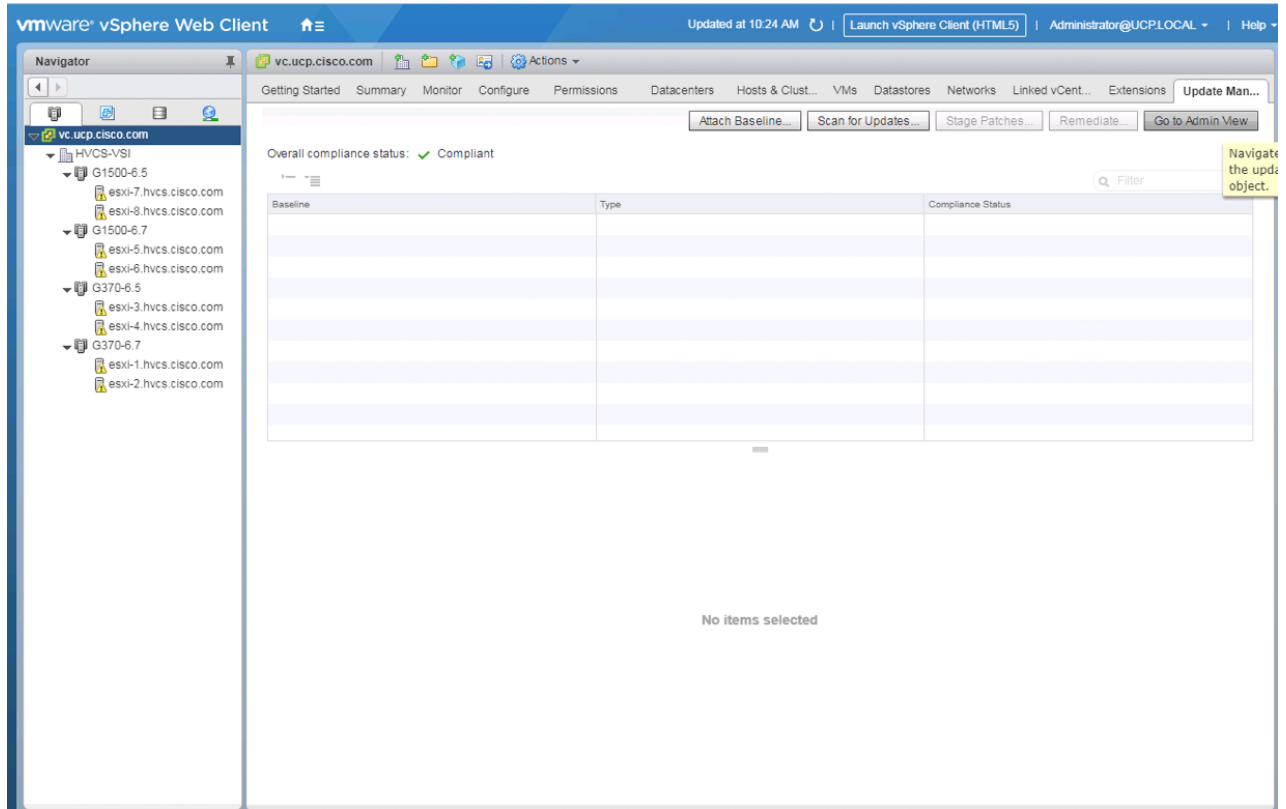 vmware® vSphere Web Client
Updated at 10:24 AM | Launch vSphere Client (HTML5) | Administrator@UCP.LOCAL | Help
Navigator
vc.ucp.cisco.com
HVCS-VSI
G1500-6.5
esxi-7.hvcs.cisco.com
esxi-8.hvcs.cisco.com
G1500-6.7
esxi-5.hvcs.cisco.com
esxi-6.hvcs.cisco.com
G370-6.5
esxi-3.hvcs.cisco.com
esxi-4.hvcs.cisco.com
G370-6.7
esxi-1.hvcs.cisco.com
esxi-2.hvcs.cisco.com
vc.ucp.cisco.com Actions
Getting Started Summary Monitor Configure Permissions Datacenters Hosts & Clust... VMs Datastores Networks Linked vCent... Extensions Update Man...
Attach Baseline... Scan for Updates... Stage Patches... Remediate... Go to Admin View
Overall compliance status: Compliant
Navigate
the upda
object.
Filter
Baseline Type Compliance Status
No items selected